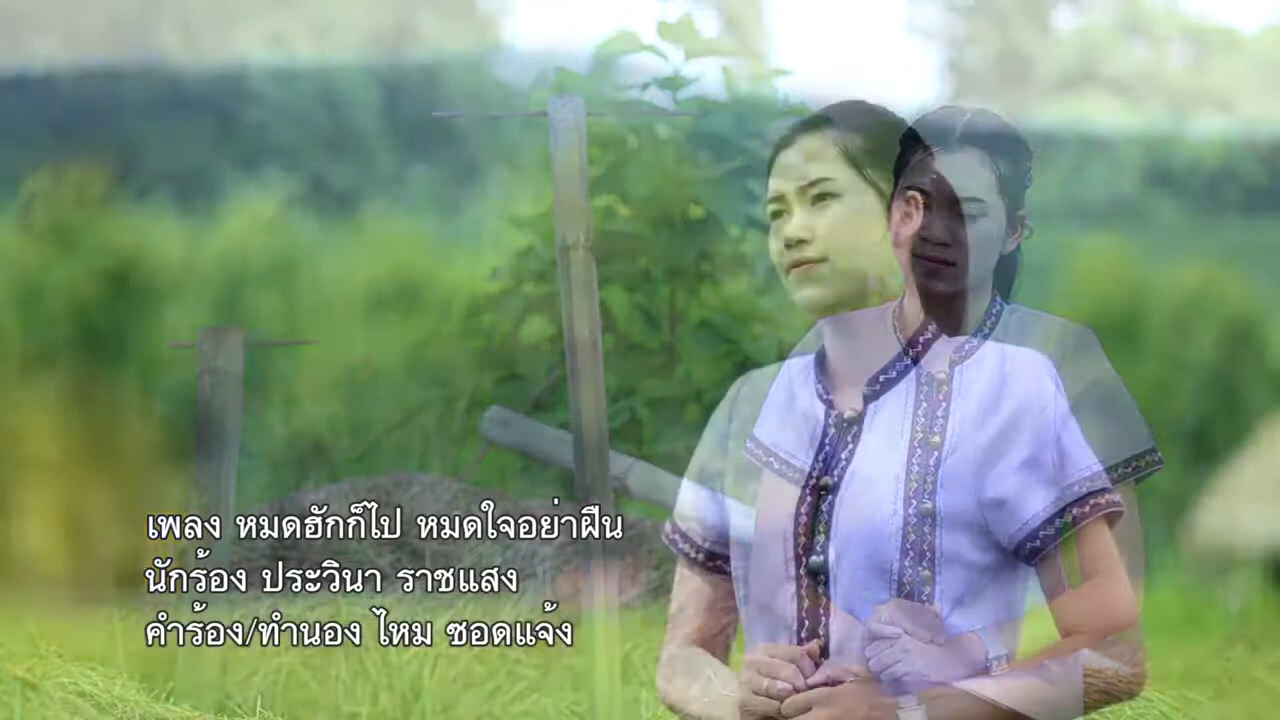 เพลง หมดฮักก็ไป หมดใจอย่าฝืน
นักร้อง ประวินา ราชแสง
คำร้อง/ทำนอง ไหม ซอดแจ้ง